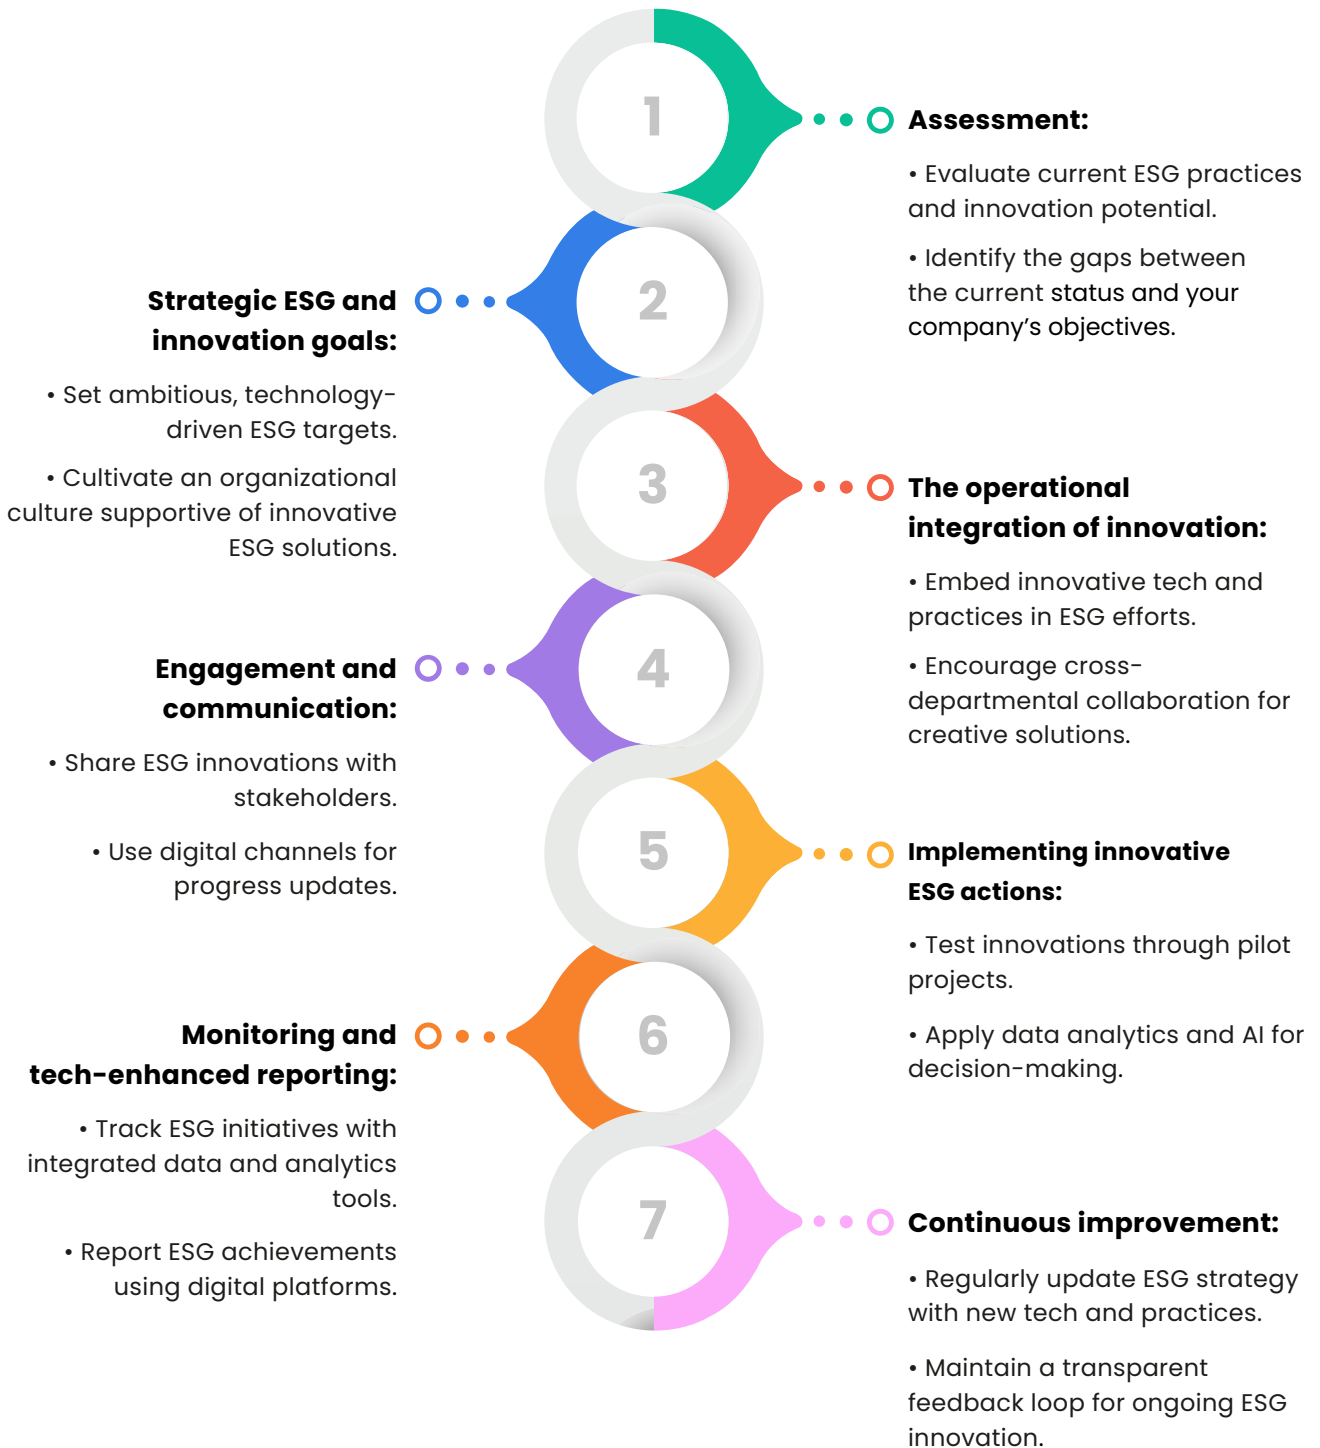 1
Assessment:
• Evaluate current ESG practices
and innovation potential.
• Identify the gaps between
the current status and your
company’s objectives.
2
Strategic ESG and
innovation goals:
• Set ambitious, technology-
driven ESG targets.
• Cultivate an organizational
culture supportive of innovative
ESG solutions.
3
The operational
integration of innovation:
• Embed innovative tech and
practices in ESG efforts.
• Encourage cross-
departmental collaboration for
creative solutions.
4
Engagement and
communication:
• Share ESG innovations with
stakeholders.
• Use digital channels for
progress updates.
5
Implementing innovative
ESG actions:
• Test innovations through pilot
projects.
• Apply data analytics and AI for
decision-making.
6
Monitoring and
tech-enhanced reporting:
• Track ESG initiatives with
integrated data and analytics
tools.
• Report ESG achievements
using digital platforms.
7
Continuous improvement:
• Regularly update ESG strategy
with new tech and practices.
• Maintain a transparent
feedback loop for ongoing ESG
innovation.